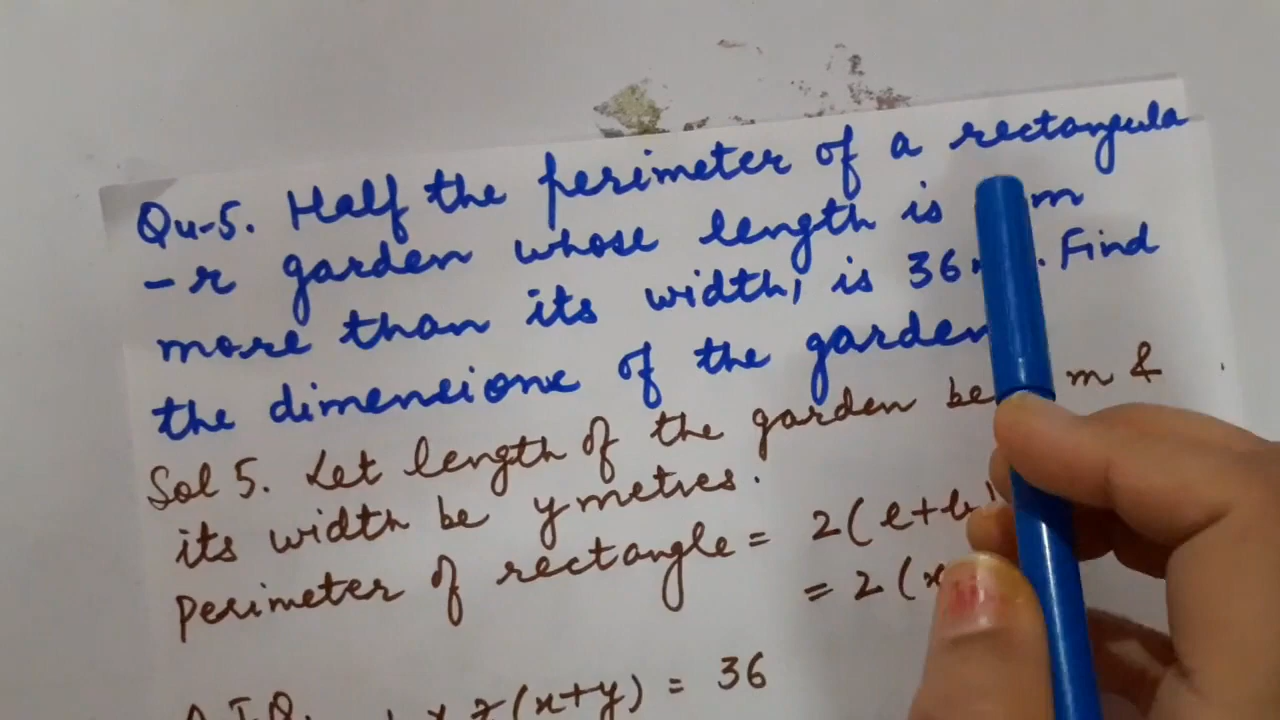 Qu-5. Half the perimeter of a rectangula
-r garden whose length is m
more than its width, is 36 . Find
the dimensions of the garden
Sol 5. Let length of the garden be m &
its width be y metres.
Perimeter of rectangle = 2(l+b)
= 2(x
A.T.Q. x 2(x+y) = 36